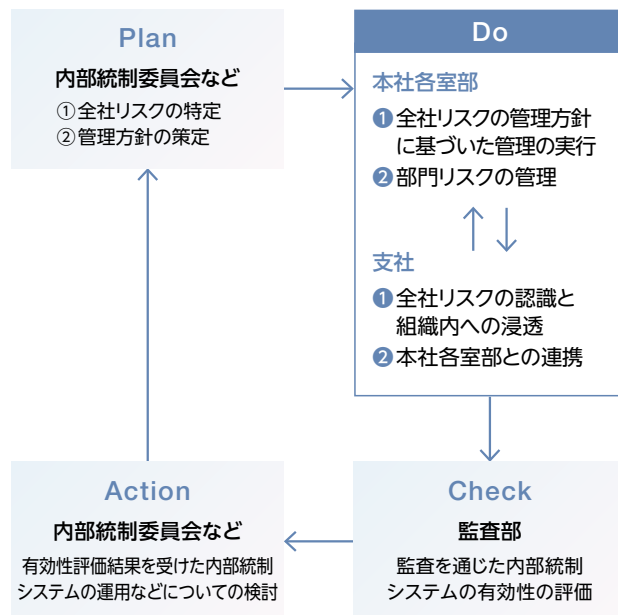 Plan
内部統制委員会など
①全社リスクの特定
②管理方針の策定
Do
本社各室部
❶全社リスクの管理方針
に基づいた管理の実行
❷部門リスクの管理
支社
❶全社リスクの認識と
組織内への浸透
❷本社各室部との連携
Check
監査部
監査を通じた内部統制
システムの有効性の評価
Action
内部統制委員会など
有効性評価結果を受けた内部統制
システムの運用などについての検討